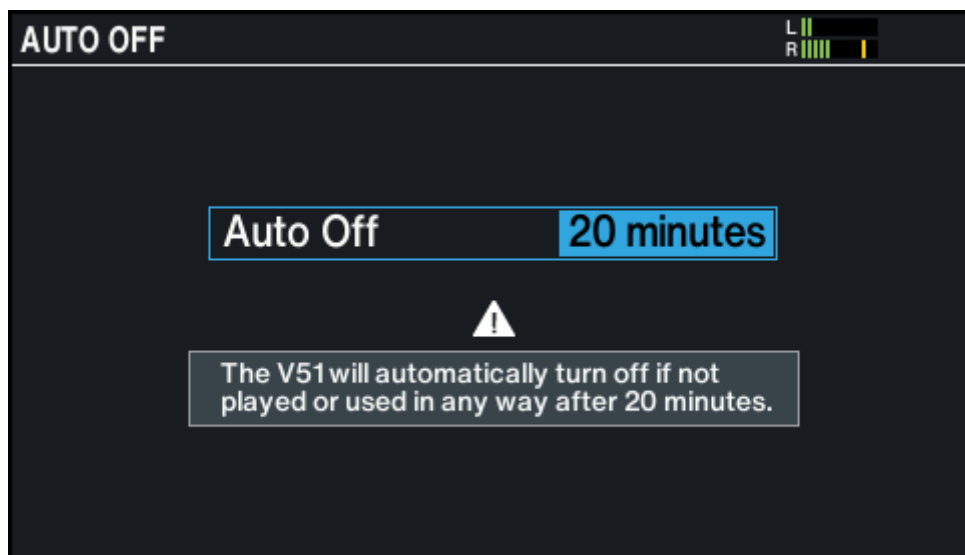 AUTO OFF
L
R
Auto Off 20 minutes
The V51 will automatically turn off if not
played or used in any way after 20 minutes.